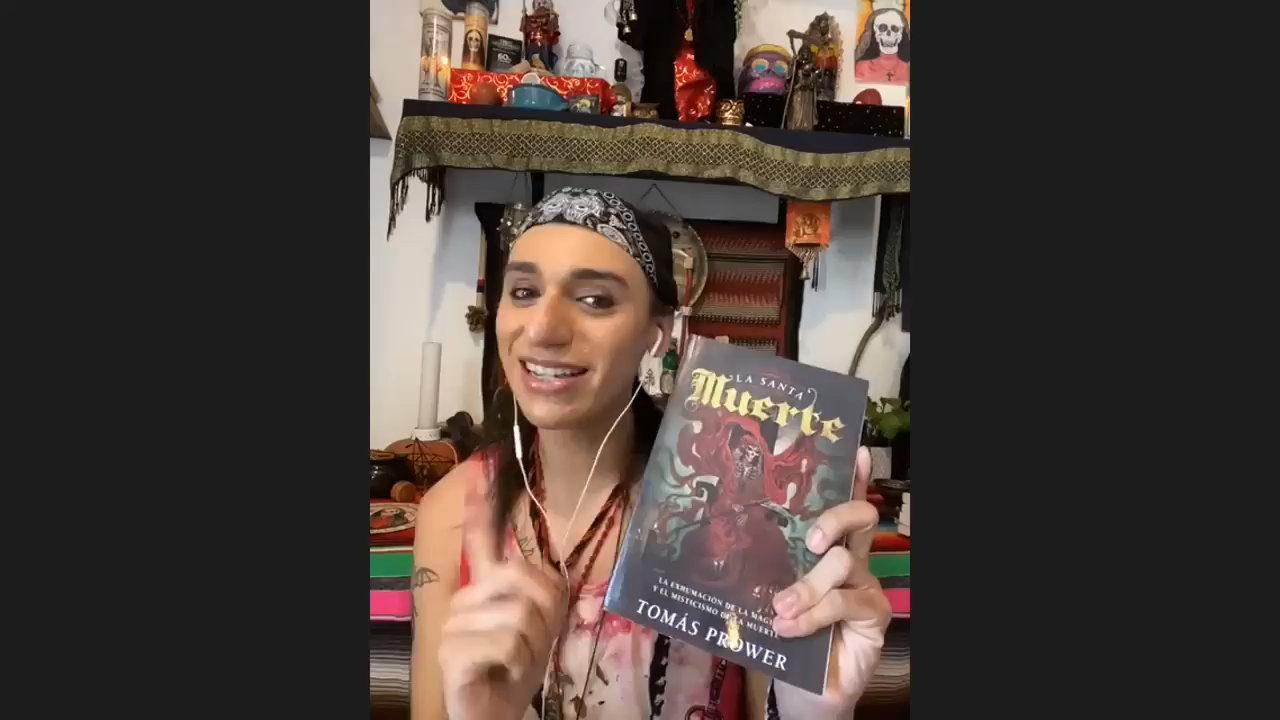 LA SANTA
Muerte
LA EXHUMACIÓN DE LA MAGIA
Y EL MISTICISMO DE LA MUERTE
TOMÁS PROWER